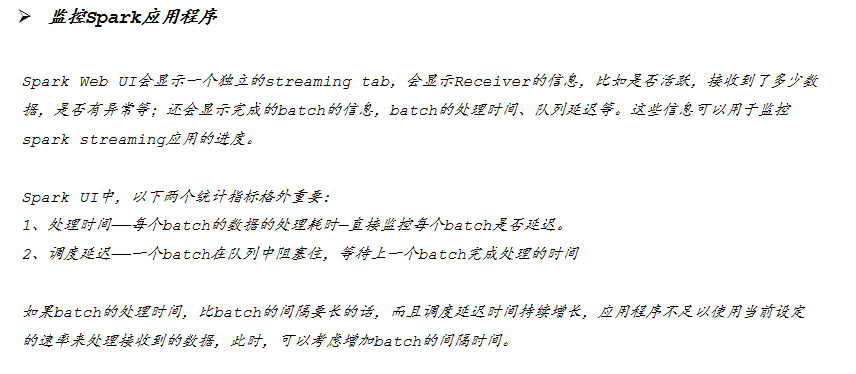 ➢ 监控Spark应用程序
Spark Web UI会显示一个独立的streaming tab，会显示Receiver的信息，比如是否活跃，接收到了多少数
据，是否有异常等；还会显示完成的batch的信息，batch的处理时间、队列延迟等。这些信息可以用于监控
spark streaming应用的进度。
Spark UI中，以下两个统计指标格外重要：
1、处理时间——每个batch的数据的处理耗时—直接监控每个batch是否延迟。
2、调度延迟——一个batch在队列中阻塞住，等待上一个batch完成处理的时间
如果batch的处理时间，比batch的间隔要长的话，而且调度延迟时间持续增长，应用程序不足以使用当前设定
的速率来处理接收到的数据，此时，可以考虑增加batch的间隔时间。